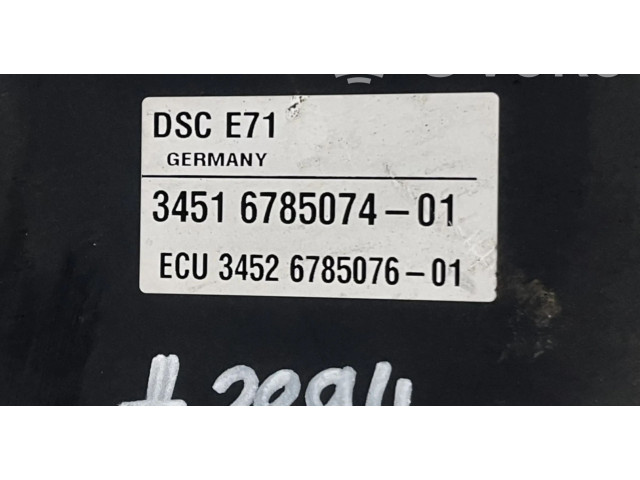 DSC E71
GERMANY
3451 6785074-01
ECU 3452 6785076-01